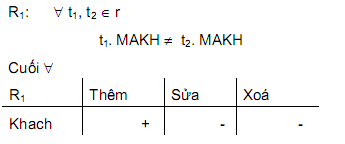 R₁: ∀ t₁, t₂ ∈ r
t₁. MAKH ≠ t₂. MAKH
Cuối ∀
R₁ Thêm Sửa Xoá
Khach + - -